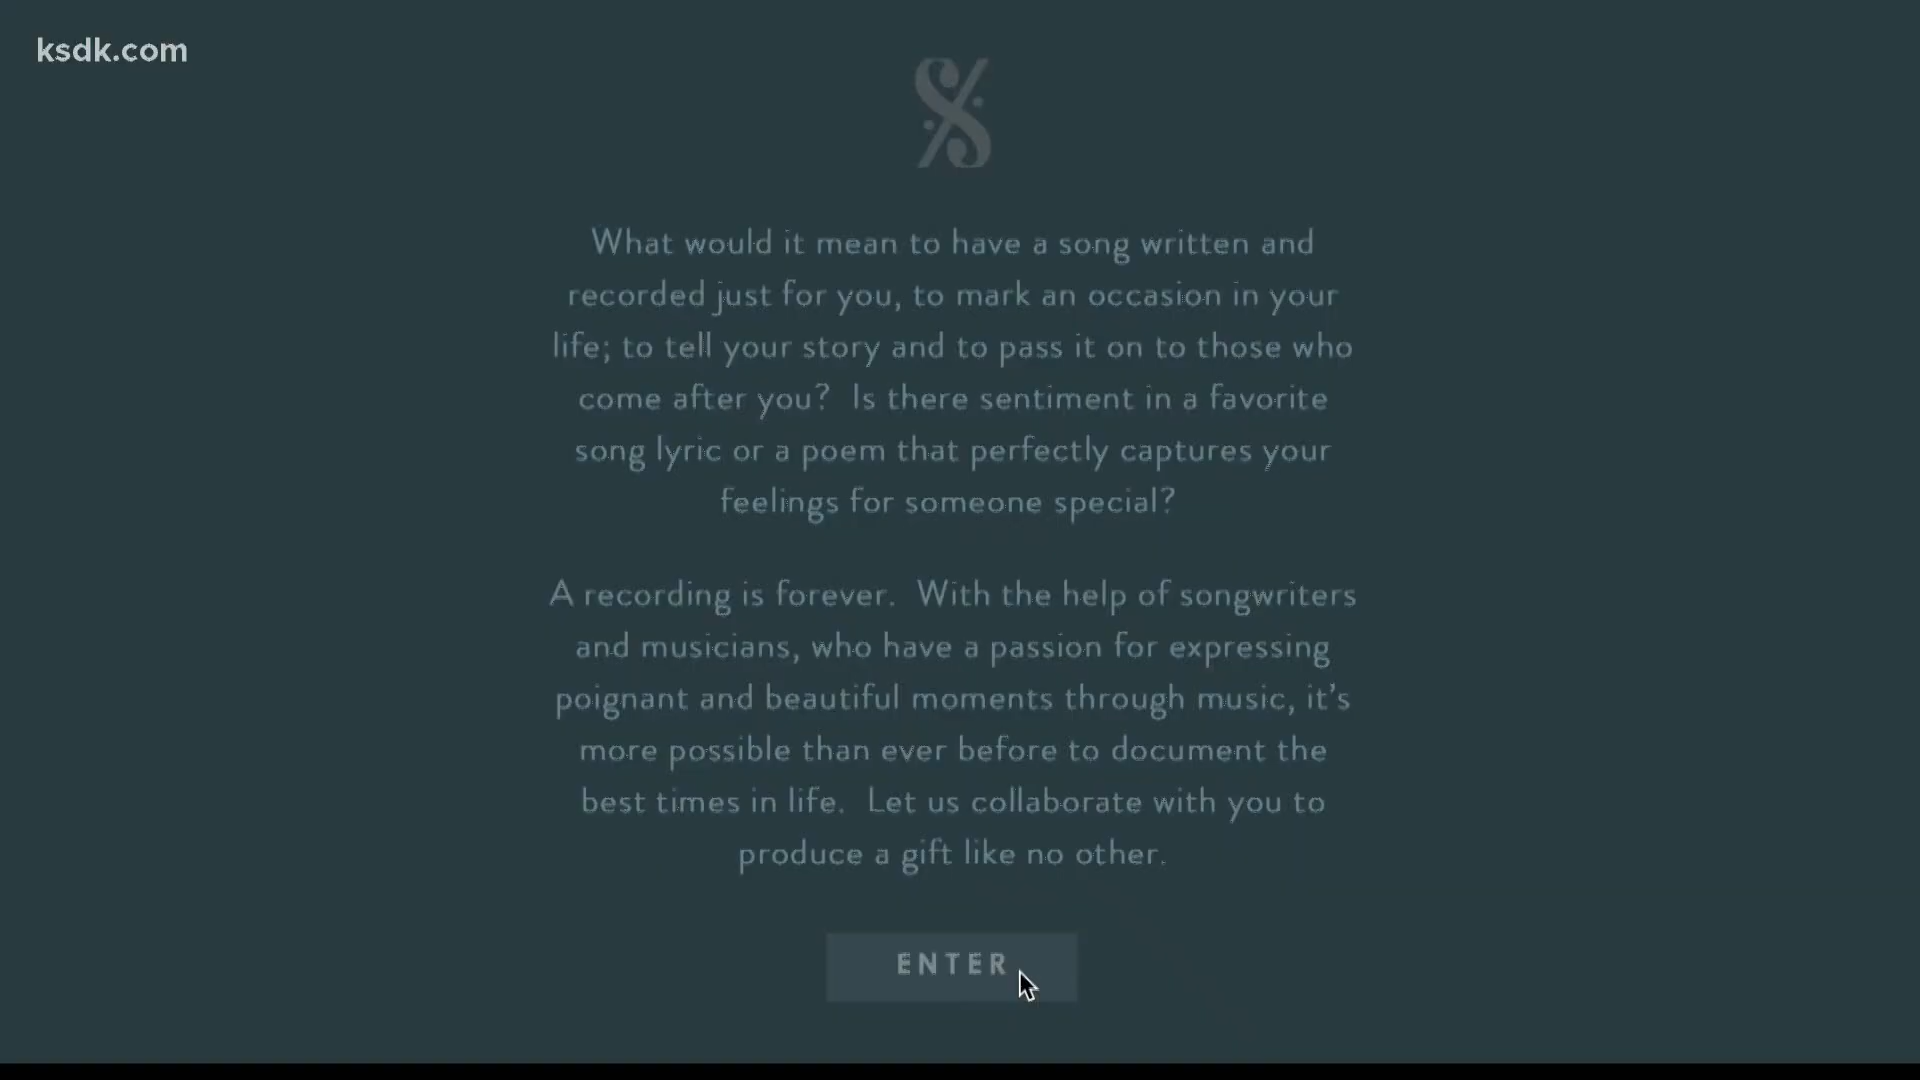 ksdk.com
What would it mean to have a song written and
recorded just for you, to mark an occasion in your
life; to tell your story and to pass it on to those who
come after you?  Is there sentiment in a favorite
song lyric or a poem that perfectly captures your
feelings for someone special?
A recording is forever.  With the help of songwriters
and musicians, who have a passion for expressing
poignant and beautiful moments through music, it’s
more possible than ever before to document the
best times in life.  Let us collaborate with you to
produce a gift like no other.
ENTER